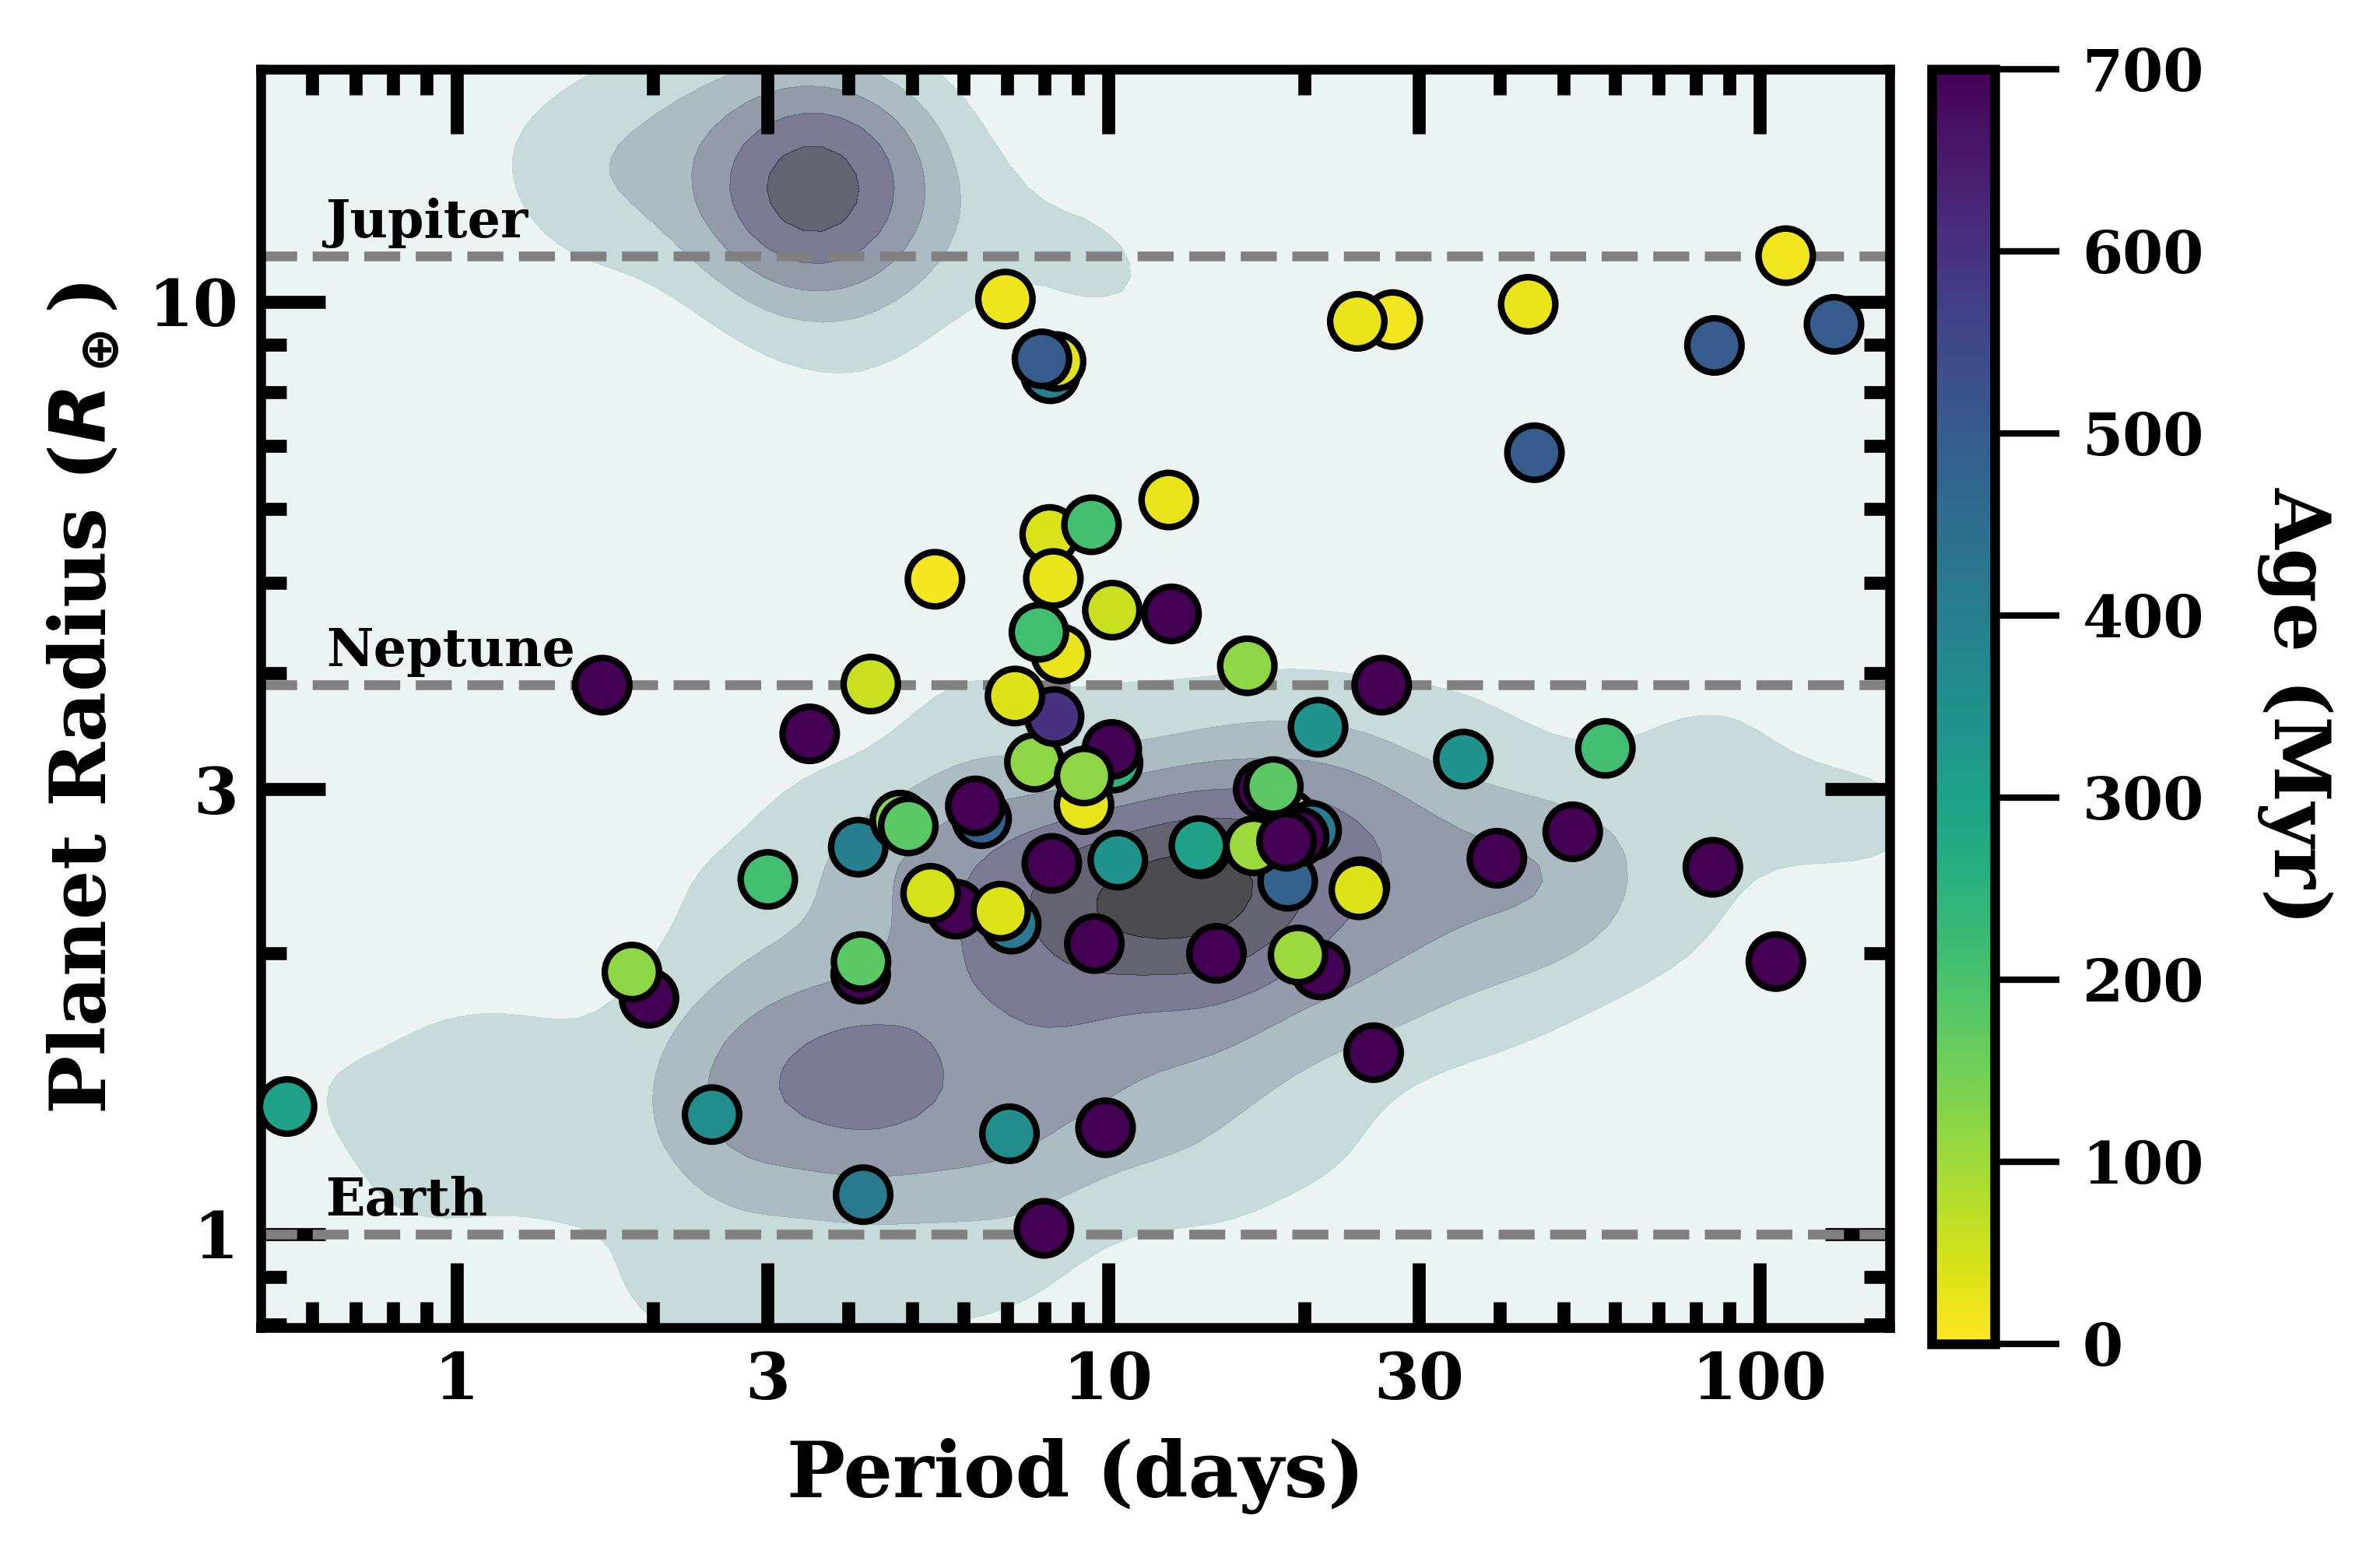 Jupiter
Neptune
Earth
10
3
1
Planet Radius (R⊕)
1 3 10 30 100
Period (days)
700
600
500
400
300
200
100
0
Age (Myr)